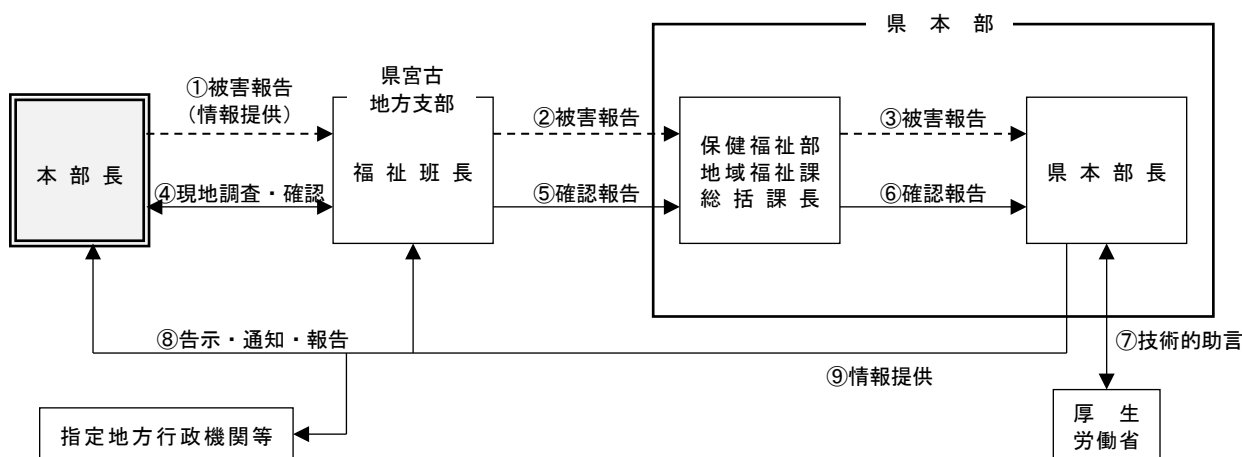 県　本　部
①被害報告
（情報提供）
県宮古
地方支部
②被害報告
③被害報告
本 部 長
福 祉 班 長
保健福祉部
地域福祉課
総 括 課 長
県 本 部 長
④現地調査・確認
⑤確認報告
⑥確認報告
⑧告示・通知・報告
⑦技術的助言
⑨情報提供
指定地方行政機関等
厚　生
労働省